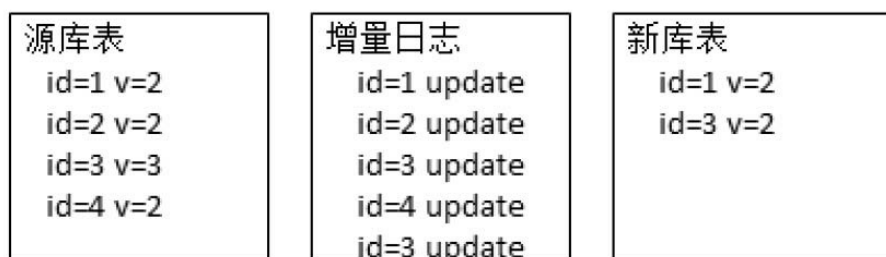 源库表
id=1 v=2
id=2 v=2
id=3 v=3
id=4 v=2
增量日志
id=1 update
id=2 update
id=3 update
id=4 update
id=3 update
新库表
id=1 v=2
id=3 v=2